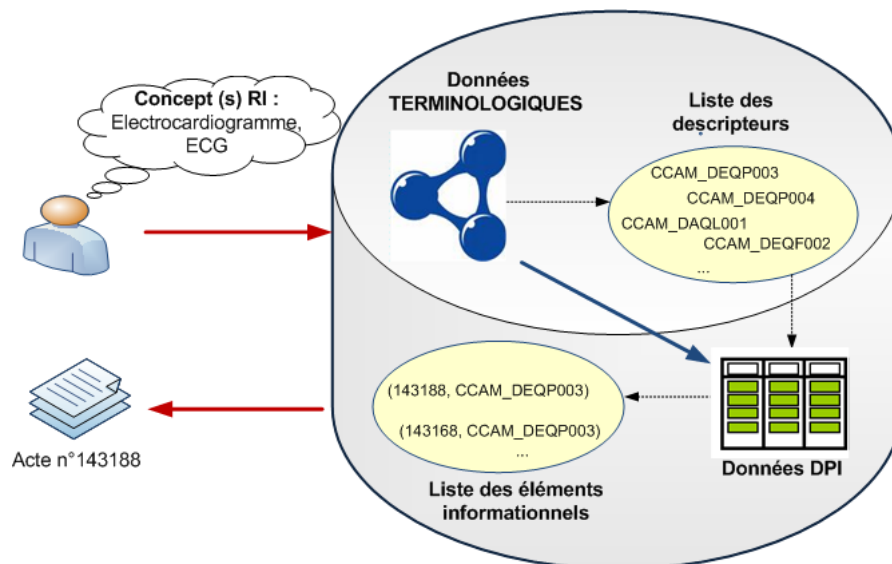 Concept (s) RI :
Electrocardiogramme,
ECG
Données
TERMINOLOGIQUES
Liste des
descripteurs
CCAM_DEQP003
CCAM_DEQP004
CCAM_DAQL001
CCAM_DEQF002
...
(143188, CCAM_DEQP003)
(143168, CCAM_DEQP003)
...
Liste des éléments
informationnels
Données DPI
Acte n°143188